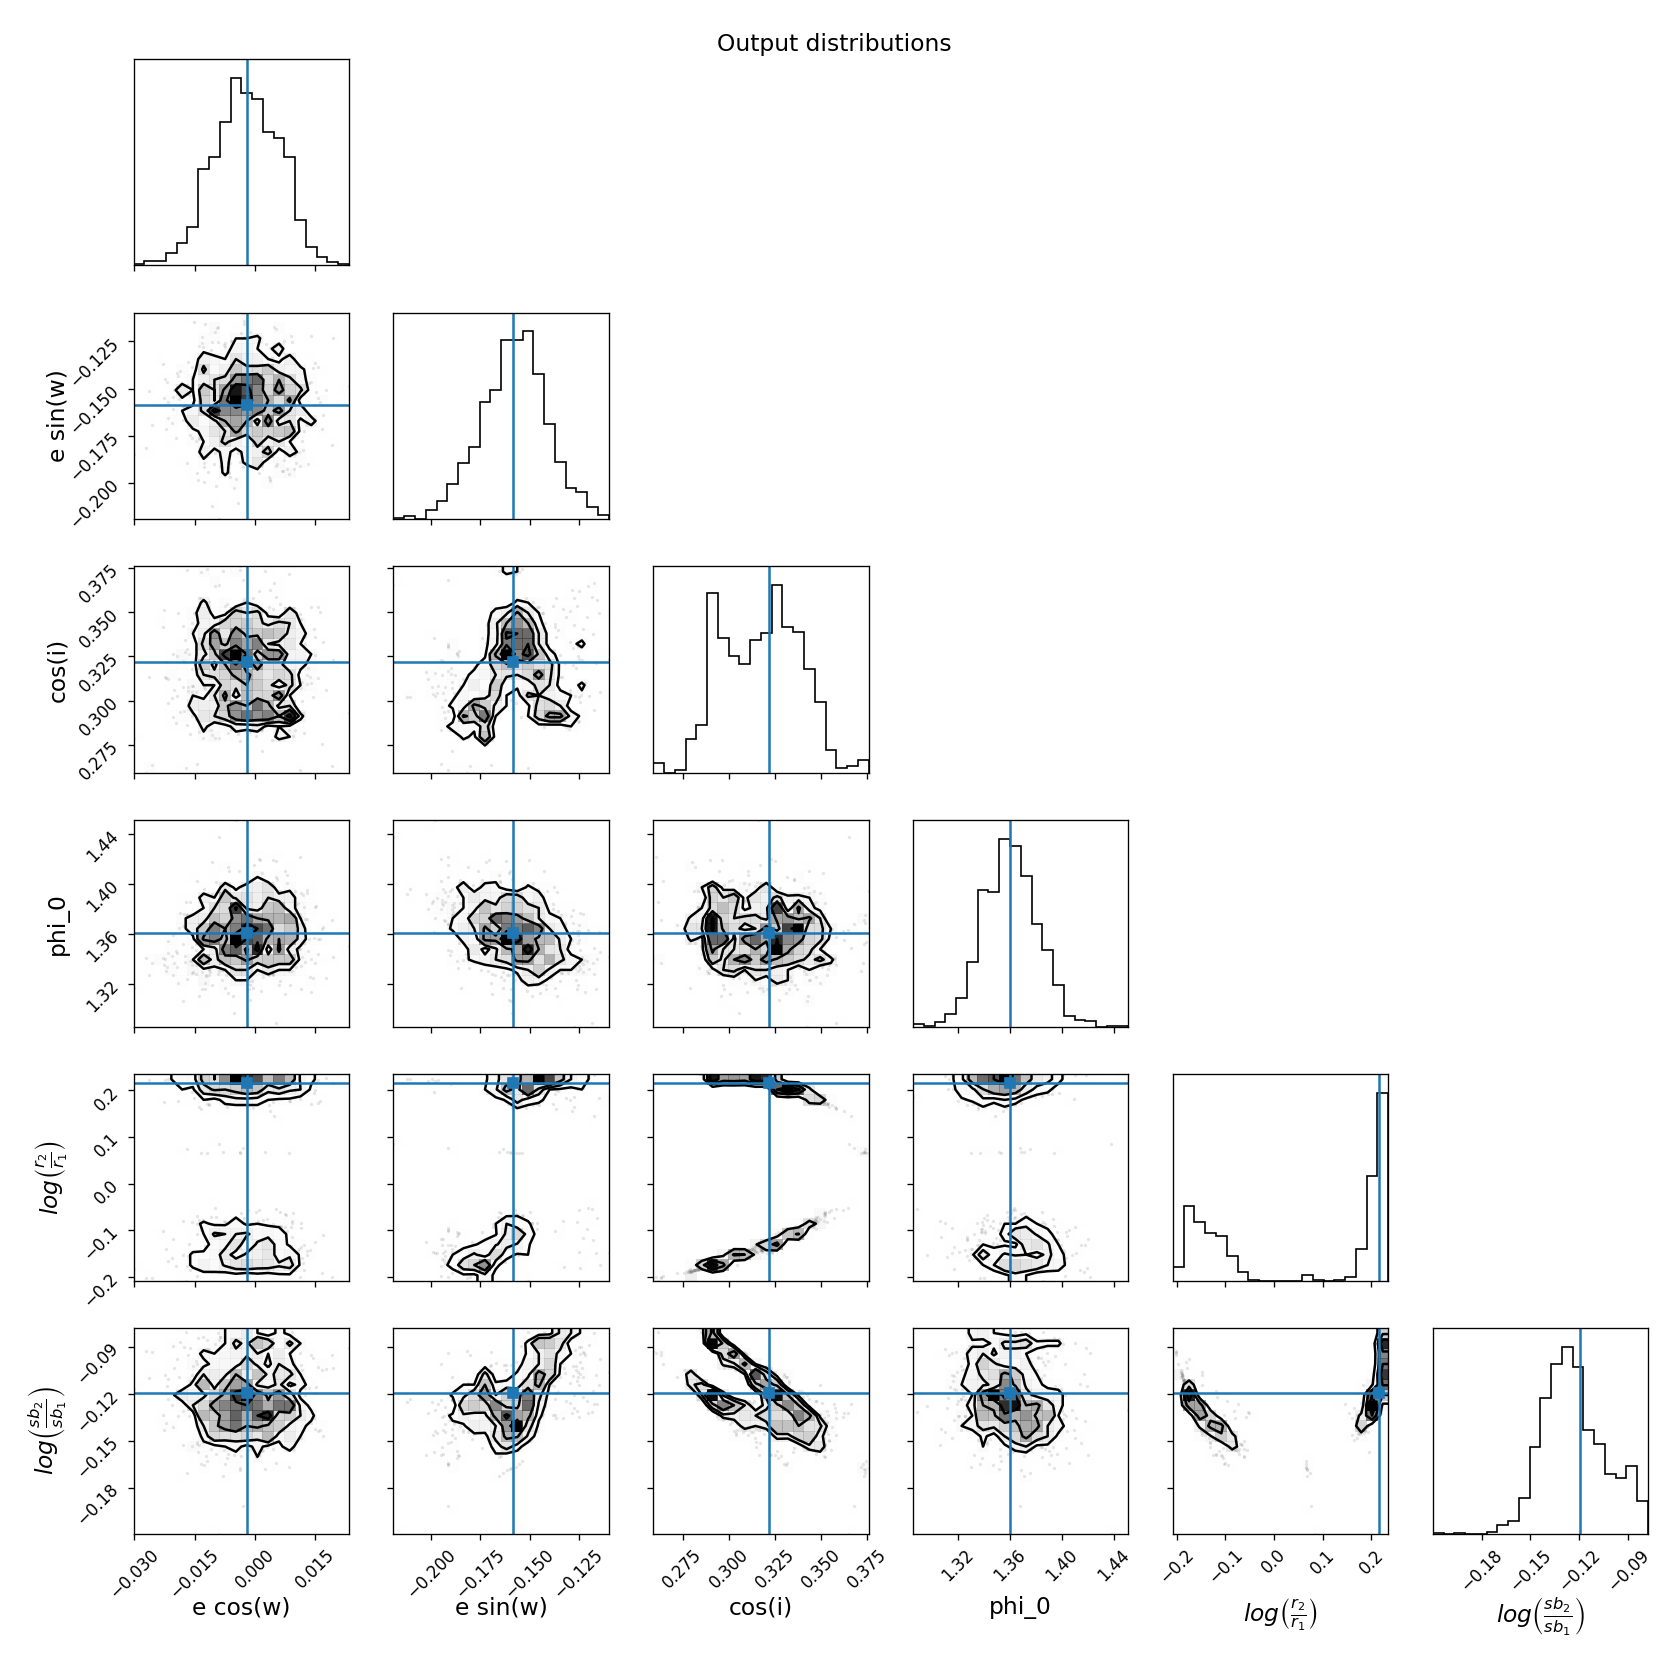 Output distributions
e sin(w)
−0.125
−0.150
−0.175
−0.200
cos(i)
0.375
0.350
0.325
0.300
0.275
phi_0
1.44
1.40
1.36
1.32
log(r₂/r₁)
0.2
0.1
0.0
−0.1
−0.2
log(sb₂/sb₁)
−0.09
−0.12
−0.15
−0.18
−0.030 −0.015 0.000 0.015
−0.200 −0.175 −0.150 −0.125
0.275 0.300 0.325 0.350 0.375
1.32 1.36 1.40 1.44
−0.2 −0.1 0.0 0.1 0.2
−0.18 −0.15 −0.12 −0.09
e cos(w)
e sin(w)
cos(i)
phi_0
log(r₂/r₁)
log(sb₂/sb₁)